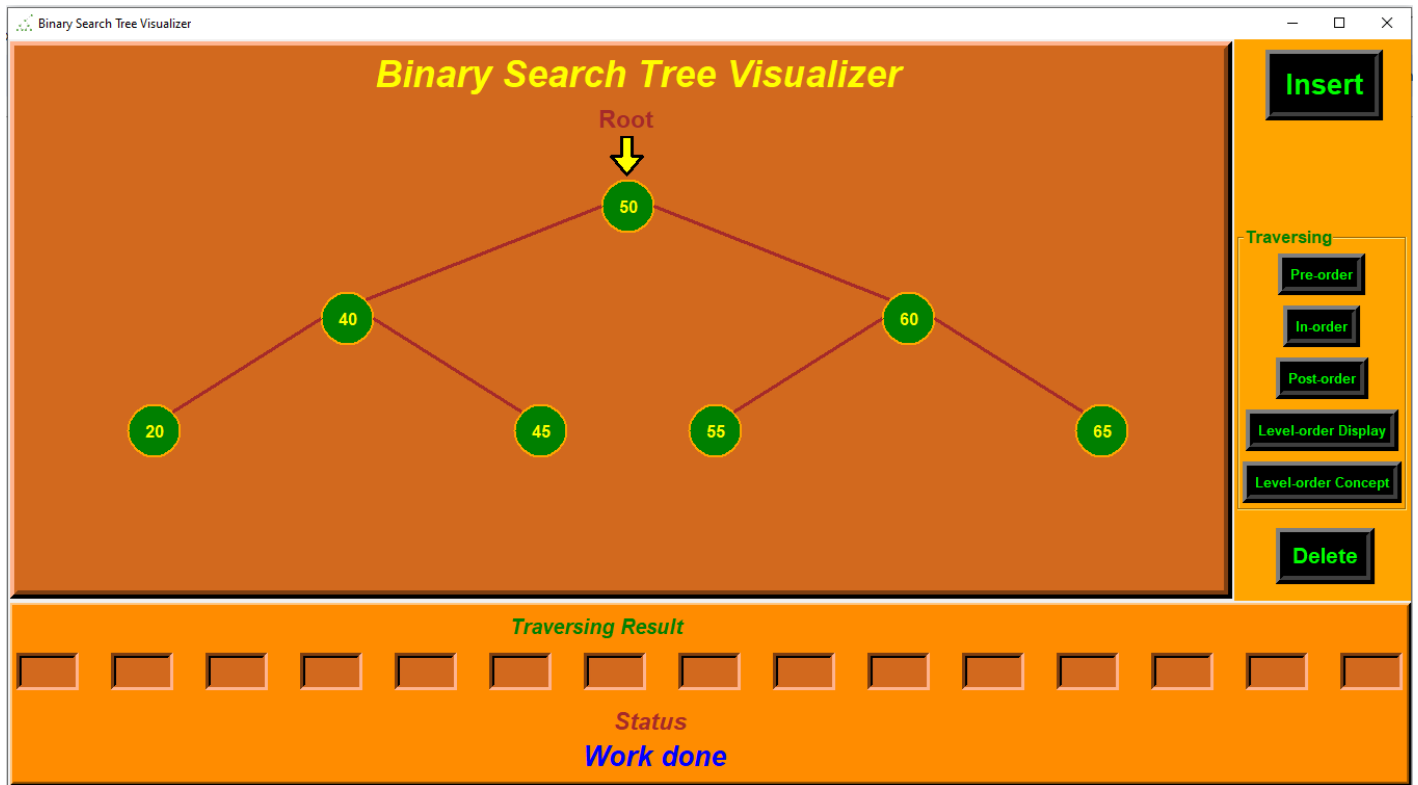 Binary Search Tree Visualizer
Binary Search Tree Visualizer
Insert
Root
50
Traversing
Pre-order
40
60
In-order
Post-order
20
45
55
65
Level-order Display
Level-order Concept
Delete
Traversing Result
Status
Work done